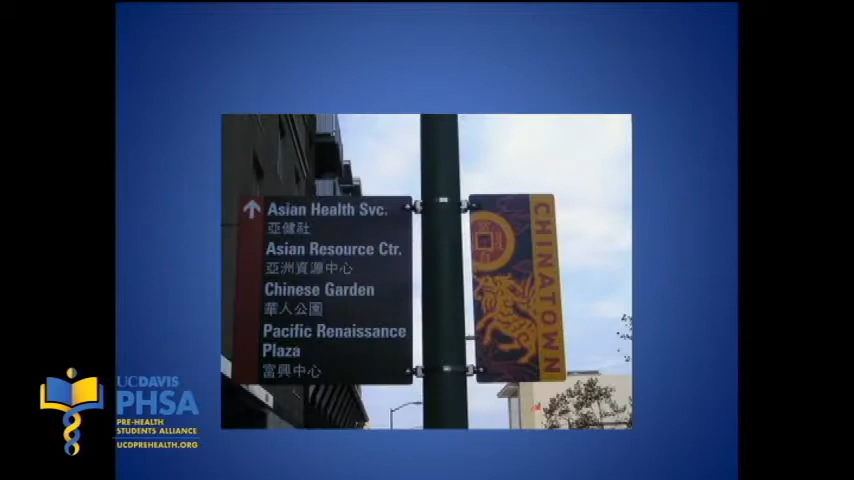 Asian Health Svc.
亞健社
Asian Resource Ctr.
亞洲資源中心
Chinese Garden
華人公園
Pacific Renaissance
Plaza
富興中心
CHINATOWN
UCDAVIS
PHSA
PRE-HEALTH
STUDENTS ALLIANCE
UCDPREHEALTH.ORG